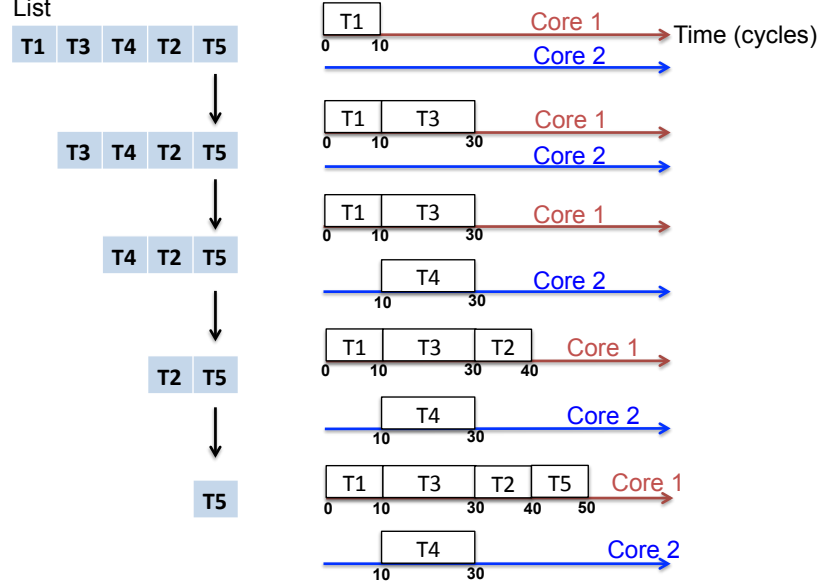 List
T1 T3 T4 T2 T5
T1 Core 1
Time (cycles)
0 10
Core 2
T3 T4 T2 T5
T1 T3 Core 1
0 10 30
Core 2
T4 T2 T5
T1 T3 Core 1
0 10 30
T4 Core 2
10 30
T2 T5
T1 T3 T2 Core 1
0 10 30 40
T4 Core 2
10 30
T5
T1 T3 T2 T5 Core 1
0 10 30 40 50
T4 Core 2
10 30